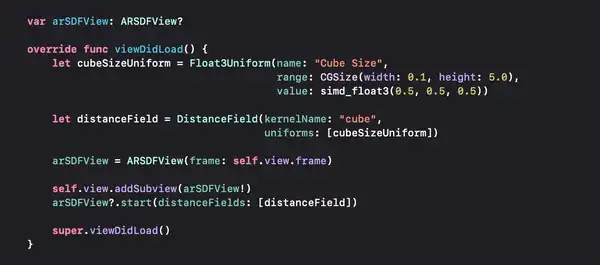 var arSDFView: ARSDFView?
override func viewDidLoad() {
let cubeSizeUniform = Float3Uniform(name: "Cube Size",
range: CGSize(width: 0.1, height: 5.0),
value: simd_float3(0.5, 0.5, 0.5))
let distanceField = DistanceField(kernelName: "cube",
uniforms: [cubeSizeUniform])
arSDFView = ARSDFView(frame: self.view.frame)
self.view.addSubview(arSDFView!)
arSDFView?.start(distanceFields: [distanceField])
super.viewDidLoad()
}